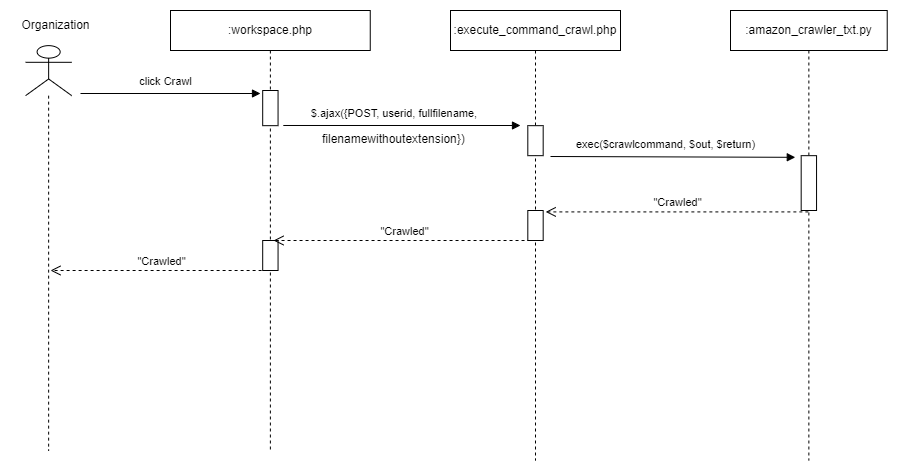 Organization
:workspace.php
:execute_command_crawl.php
:amazon_crawler_txt.py
click Crawl
$.ajax({POST, userid, fullfilename,
filenamewithoutextension})
exec($crawlcommand, $out, $return)
"Crawled"
"Crawled"
"Crawled"